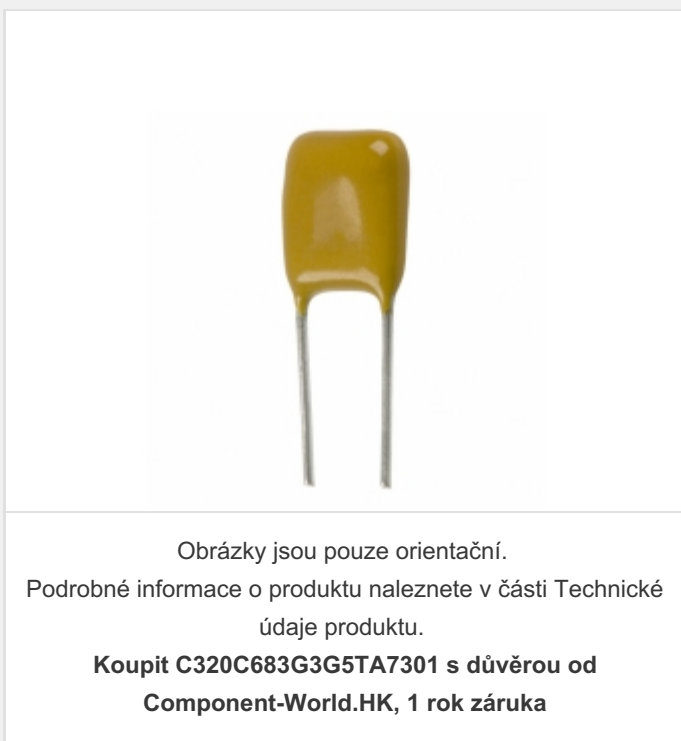 Obrázky jsou pouze orientační.
Podrobné informace o produktu naleznete v části Technické
údaje produktu.
Koupit C320C683G3G5TA7301 s důvěrou od
Component-World.HK, 1 rok záruka